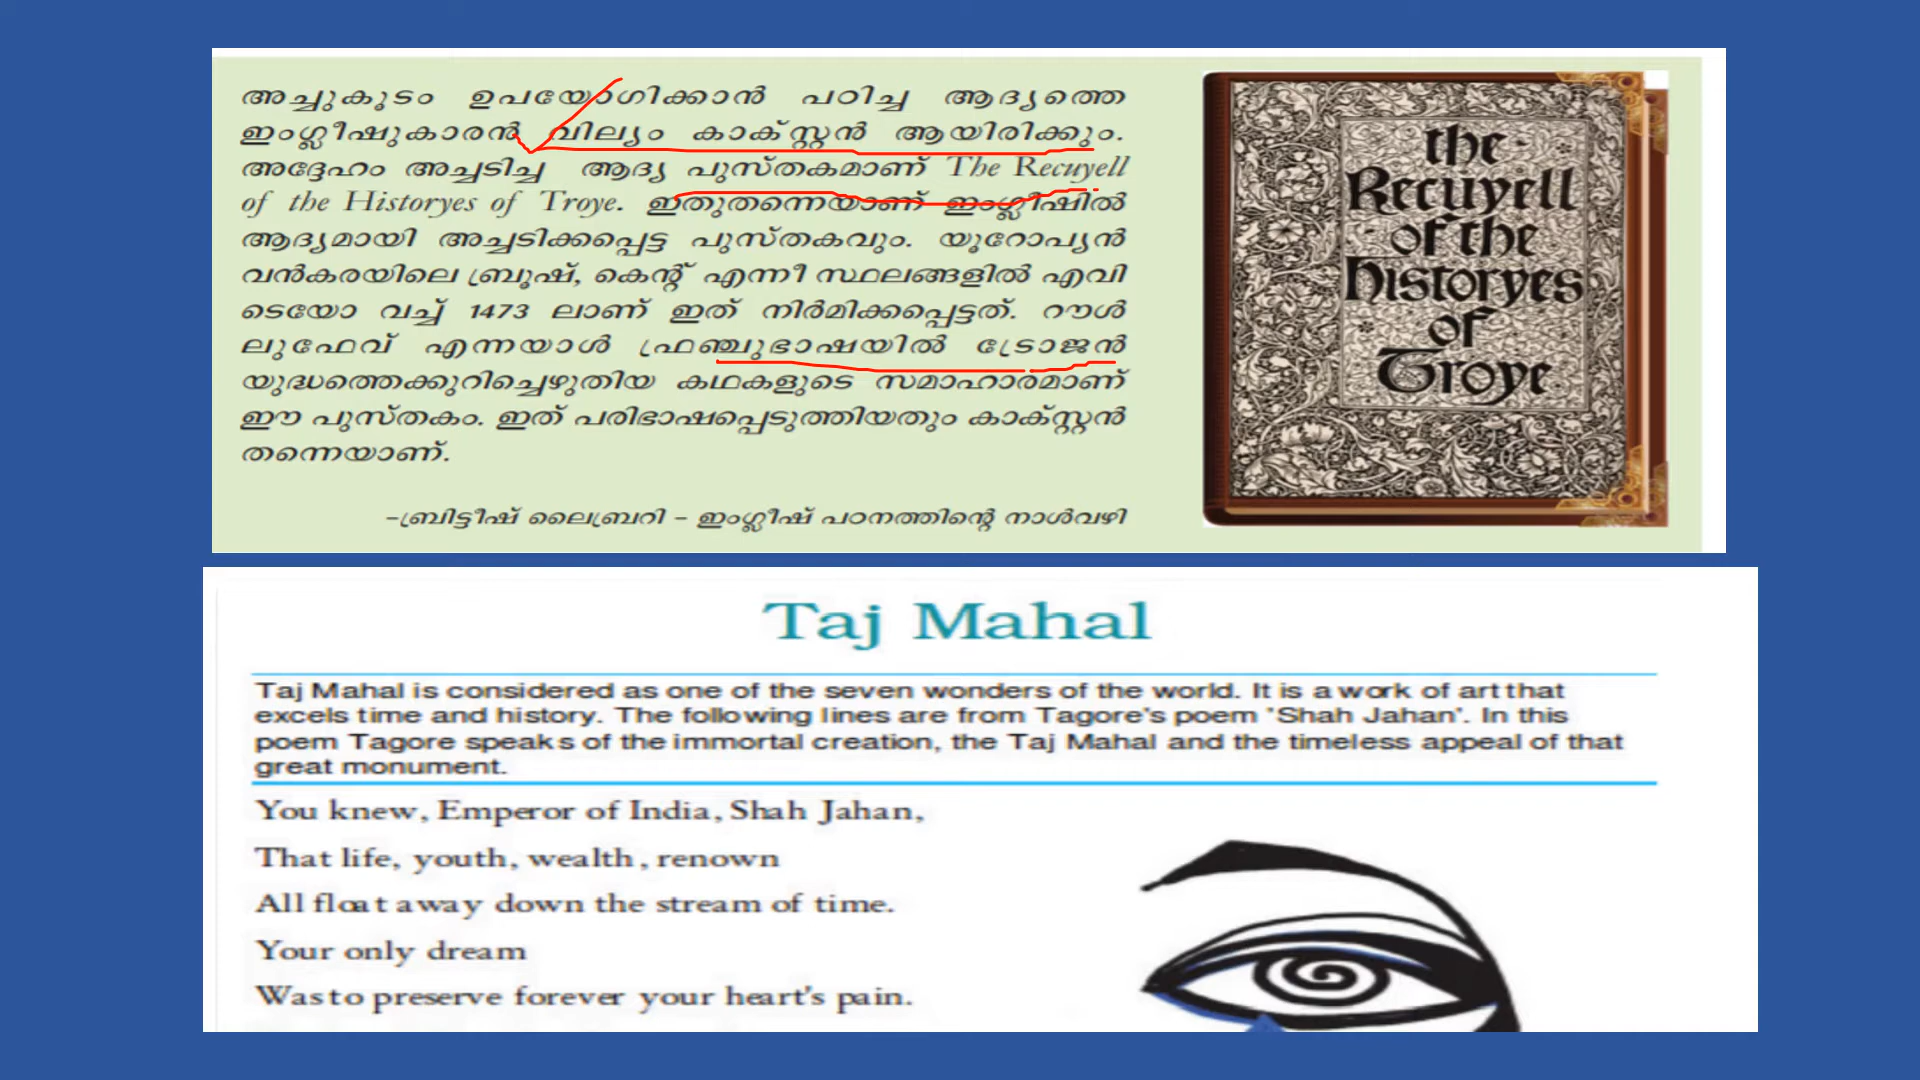 അച്ചുകൂടം ഉപയോഗിക്കാൻ പഠിച്ച ആദ്യത്തെ
ഇംഗ്ലീഷുകാരൻ വില്യം കാക്സ്റ്റൻ ആയിരിക്കും.
അദ്ദേഹം അച്ചടിച്ച ആദ്യ പുസ്തകമാണ് The Recuyell
of the Historyes of Troye. ഇതുതന്നെയാണ് ഇംഗ്ലീഷിൽ
ആദ്യമായി അച്ചടിക്കപ്പെട്ട പുസ്തകവും. യൂറോപ്യൻ
വൻകരയിലെ ബ്രൂഷ്, കെന്റ് എന്നീ സ്ഥലങ്ങളിൽ എവി
ടെയോ വച്ച് 1473 ലാണ് ഇത് നിർമിക്കപ്പെട്ടത്. റൗൾ
ലുഫേവ് എന്നയാൾ ഫ്രഞ്ചുഭാഷയിൽ ട്രോജൻ
യുദ്ധത്തെക്കുറിച്ചെഴുതിയ കഥകളുടെ സമാഹാരമാണ്
ഈ പുസ്തകം. ഇത് പരിഭാഷപ്പെടുത്തിയതും കാക്സ്റ്റൻ
തന്നെയാണ്.
-ബ്രിട്ടീഷ് ലൈബ്രറി - ഇംഗ്ലീഷ് പഠനത്തിന്റെ നാൾവഴി
the
Recuyell
of the
historyes
of
Troye
Taj Mahal
Taj Mahal is considered as one of the seven wonders of the world. It is a work of art that
excels time and history. The following lines are from Tagore's poem 'Shah Jahan'. In this
poem Tagore speaks of the immortal creation, the Taj Mahal and the timeless appeal of that
great monument.
You knew, Emperor of India, Shah Jahan,
That life, youth, wealth, renown
All float away down the stream of time.
Your only dream
Was to preserve forever your heart's pain.